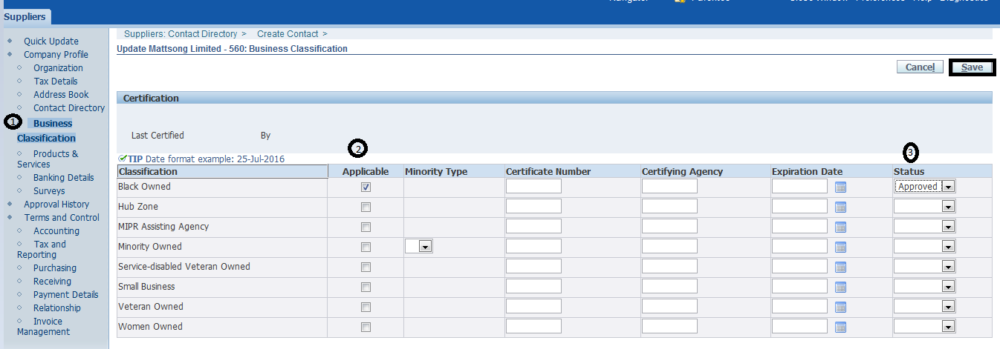 Suppliers
Quick Update
Company Profile
Organization
Tax Details
Address Book
Contact Directory
1 Business
Classification
Products &
Services
Banking Details
Surveys
Approval History
Terms and Control
Accounting
Tax and
Reporting
Purchasing
Receiving
Payment Details
Relationship
Invoice
Management
Suppliers: Contact Directory > Create Contact >
Update Mattsong Limited - 560: Business Classification
Cancel Save
Certification
Last Certified By
2 3
TIP Date format example: 25-Jul-2016
Classification Applicable Minority Type Certificate Number Certifying Agency Expiration Date Status
Black Owned Approved
Hub Zone
MIPR Assisting Agency
Minority Owned
Service-disabled Veteran Owned
Small Business
Veteran Owned
Women Owned